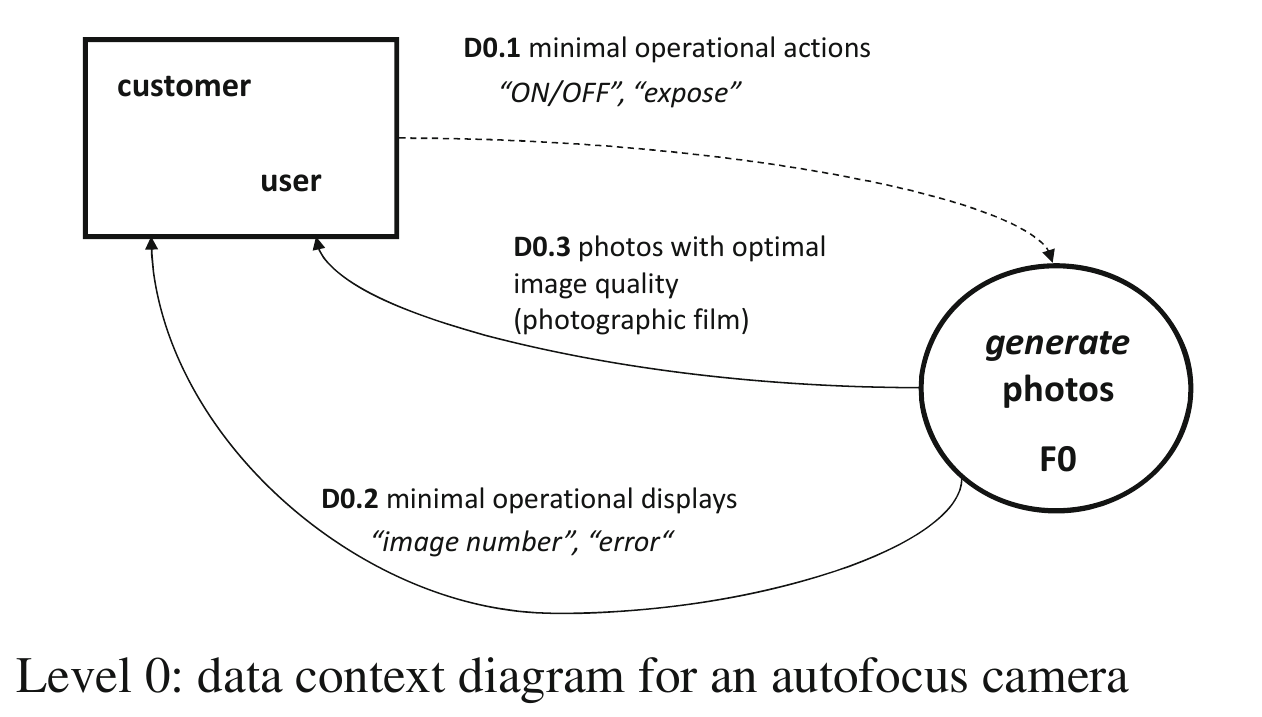 customer
user
D0.1 minimal operational actions
“ON/OFF”, “expose”
D0.3 photos with optimal
image quality
(photographic film)
generate
photos
F0
D0.2 minimal operational displays
“image number”, “error“
Level 0: data context diagram for an autofocus camera